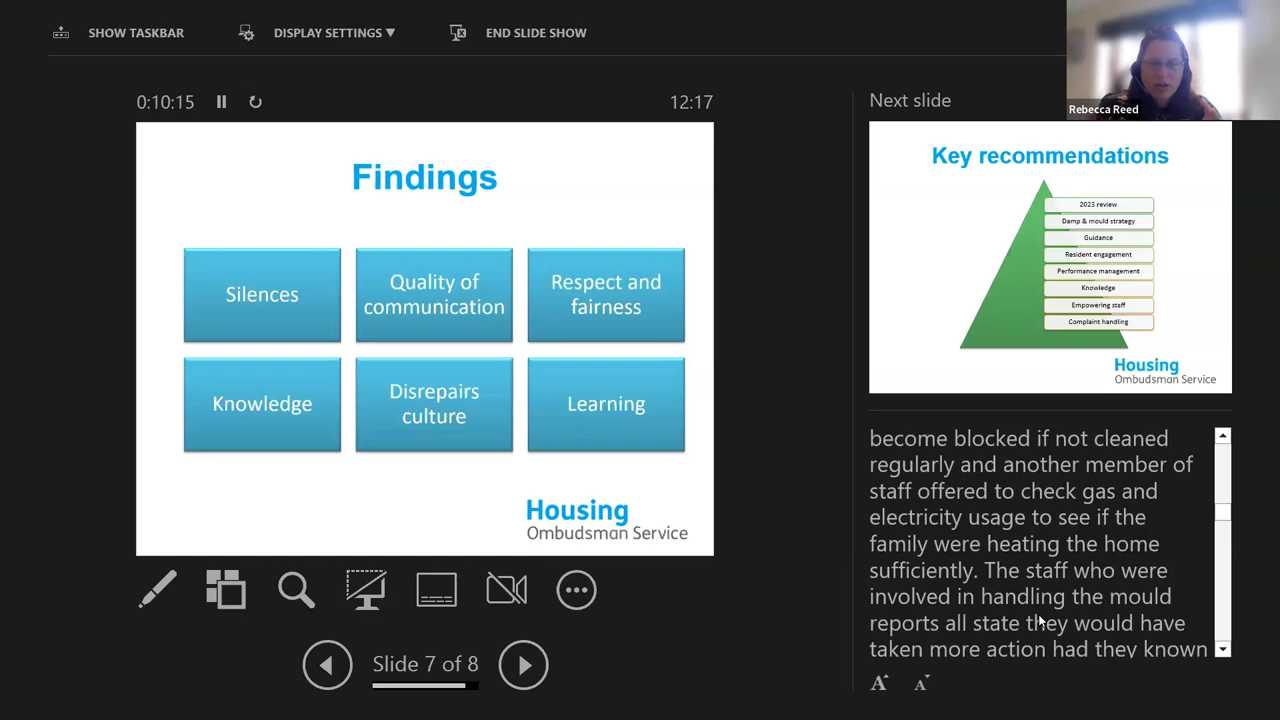 SHOW TASKBAR
DISPLAY SETTINGS ▼
END SLIDE SHOW
Rebecca Reed
0:10:15
12:17
Findings
Silences
Quality of
communication
Respect and
fairness
Knowledge
Disrepairs
culture
Learning
Housing
Ombudsman Service
Slide 7 of 8
Next slide
Key recommendations
2023 review
Damp & mould strategy
Guidance
Resident engagement
Performance management
Knowledge
Empowering staff
Complaint handling
Housing
Ombudsman Service
become blocked if not cleaned
regularly and another member of
staff offered to check gas and
electricity usage to see if the
family were heating the home
sufficiently. The staff who were
involved in handling the mould
reports all state they would have
taken more action had they known
A A